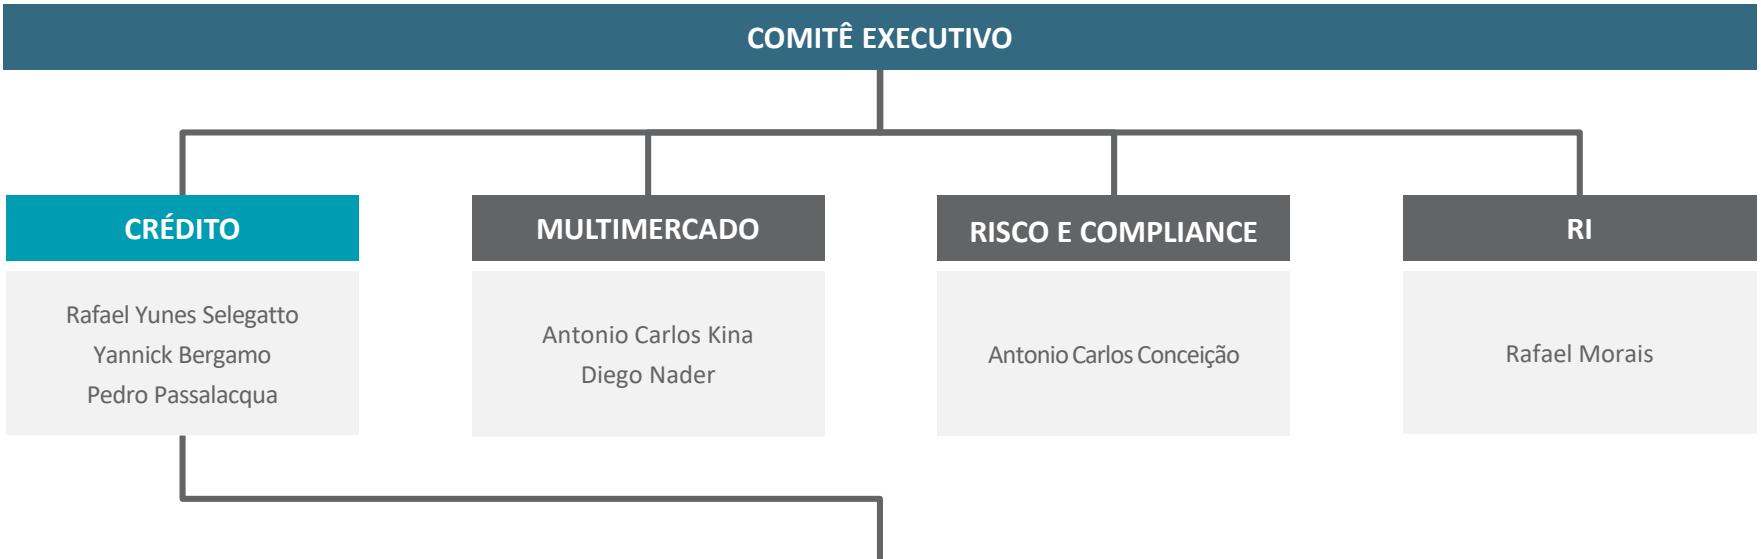 COMITÊ EXECUTIVO
CRÉDITO
Rafael Yunes Selegatto
Yannick Bergamo
Pedro Passalacqua
MULTIMERCADO
Antonio Carlos Kina
Diego Nader
RISCO E COMPLIANCE
Antonio Carlos Conceição
RI
Rafael Morais